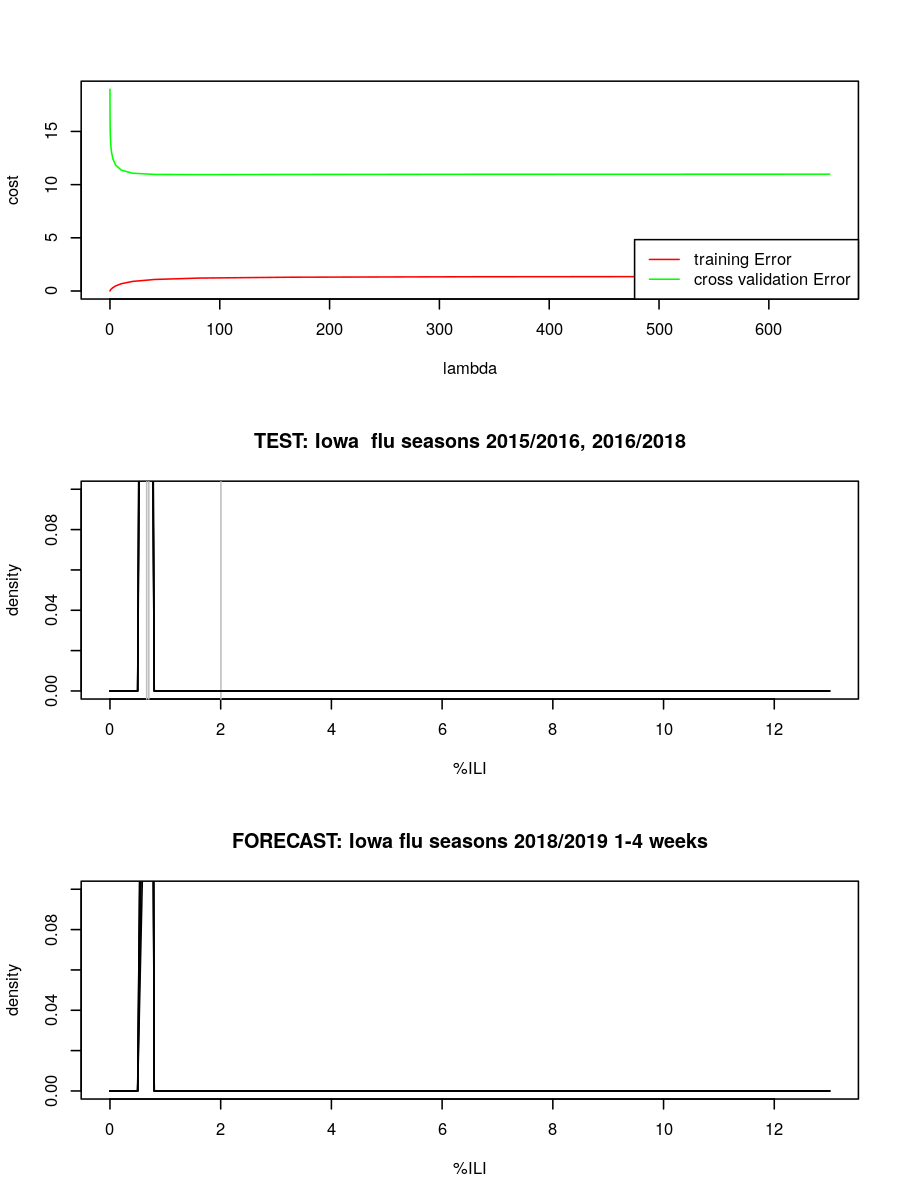 cost
0
5
10
15
training Error
cross validation Error
0 100 200 300 400 500 600
lambda
TEST: Iowa  flu seasons 2015/2016, 2016/2018
density
0.00
0.04
0.08
0 2 4 6 8 10 12
%ILI
FORECAST: Iowa flu seasons 2018/2019 1-4 weeks
density
0.00
0.04
0.08
0 2 4 6 8 10 12
%ILI